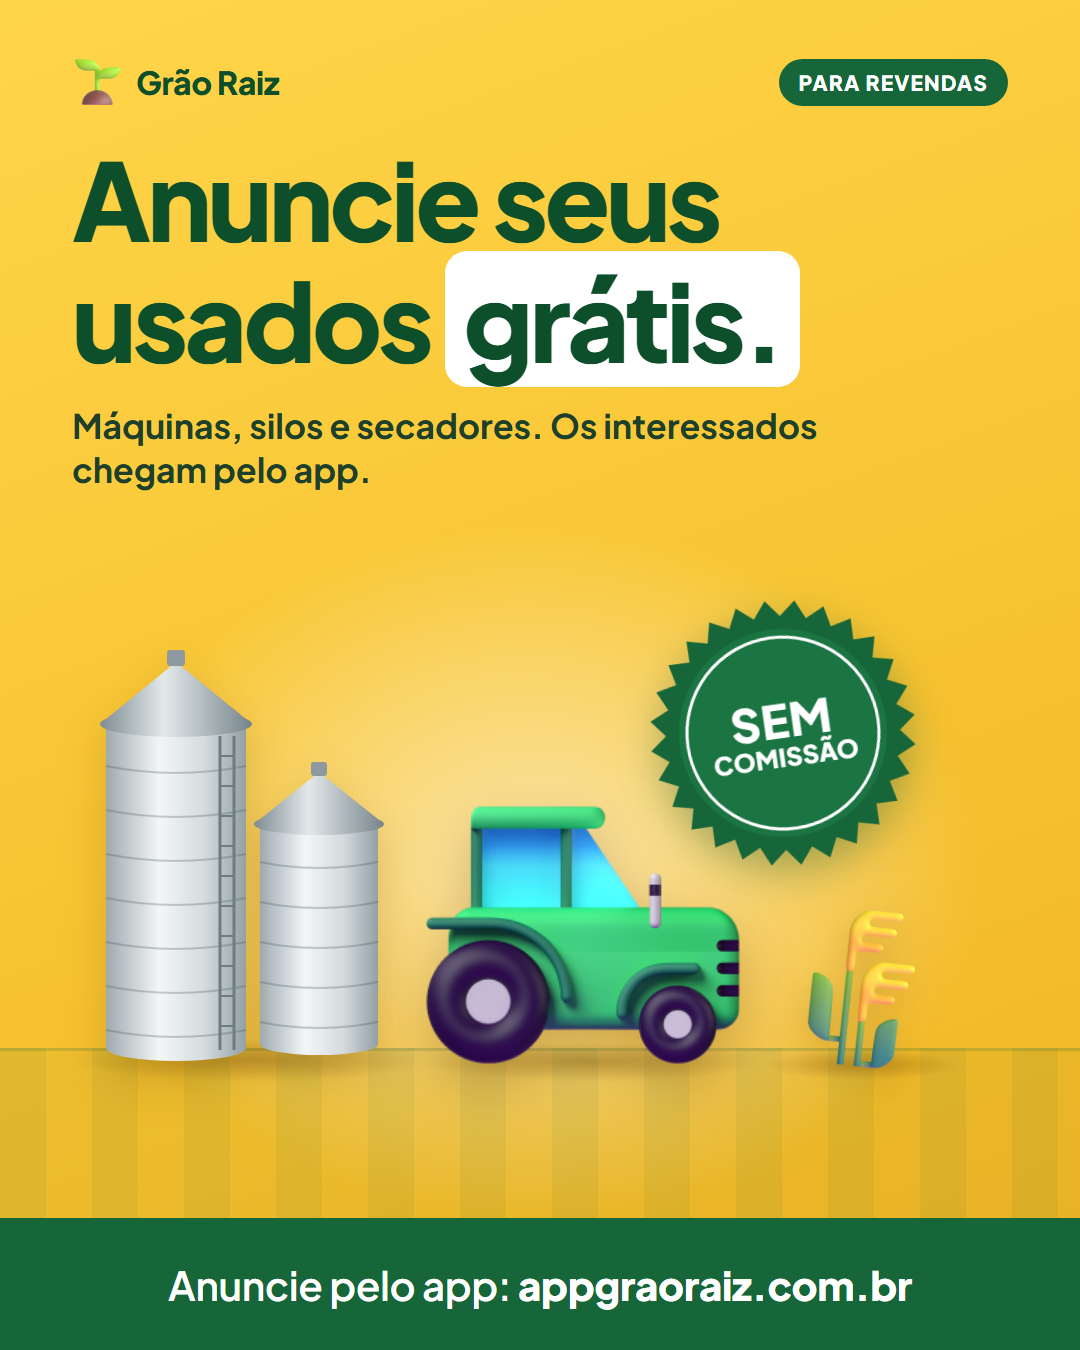 Grão Raiz
PARA REVENDAS
Anuncie seus
usados grátis.
Máquinas, silos e secadores. Os interessados
chegam pelo app.
SEM
COMISSÃO
Anuncie pelo app: appgraoraiz.com.br